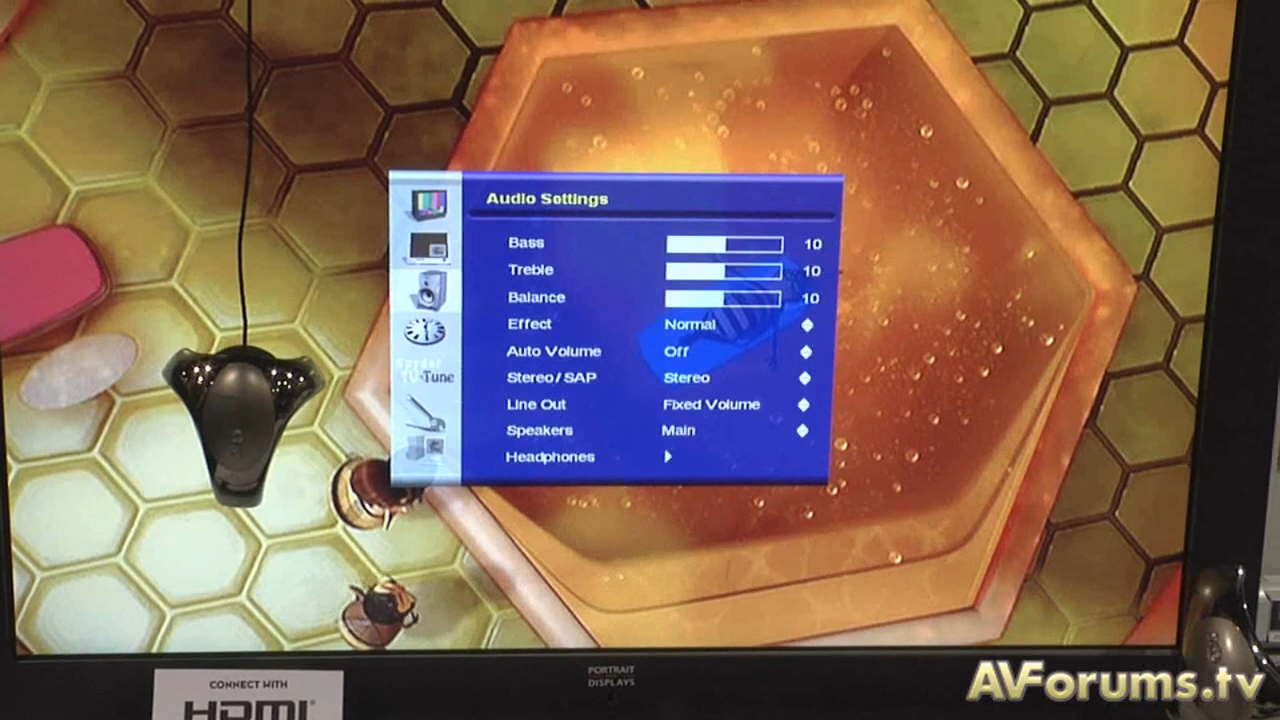 Audio Settings
Bass 10
Treble 10
Balance 10
Effect Normal
Auto Volume Off
Stereo/SAP Stereo
Line Out Fixed Volume
Speakers Main
Headphones
Spyder
TV-Tune
PORTRAIT
DISPLAYS
CONNECT WITH
HDMI
AVForums.tv